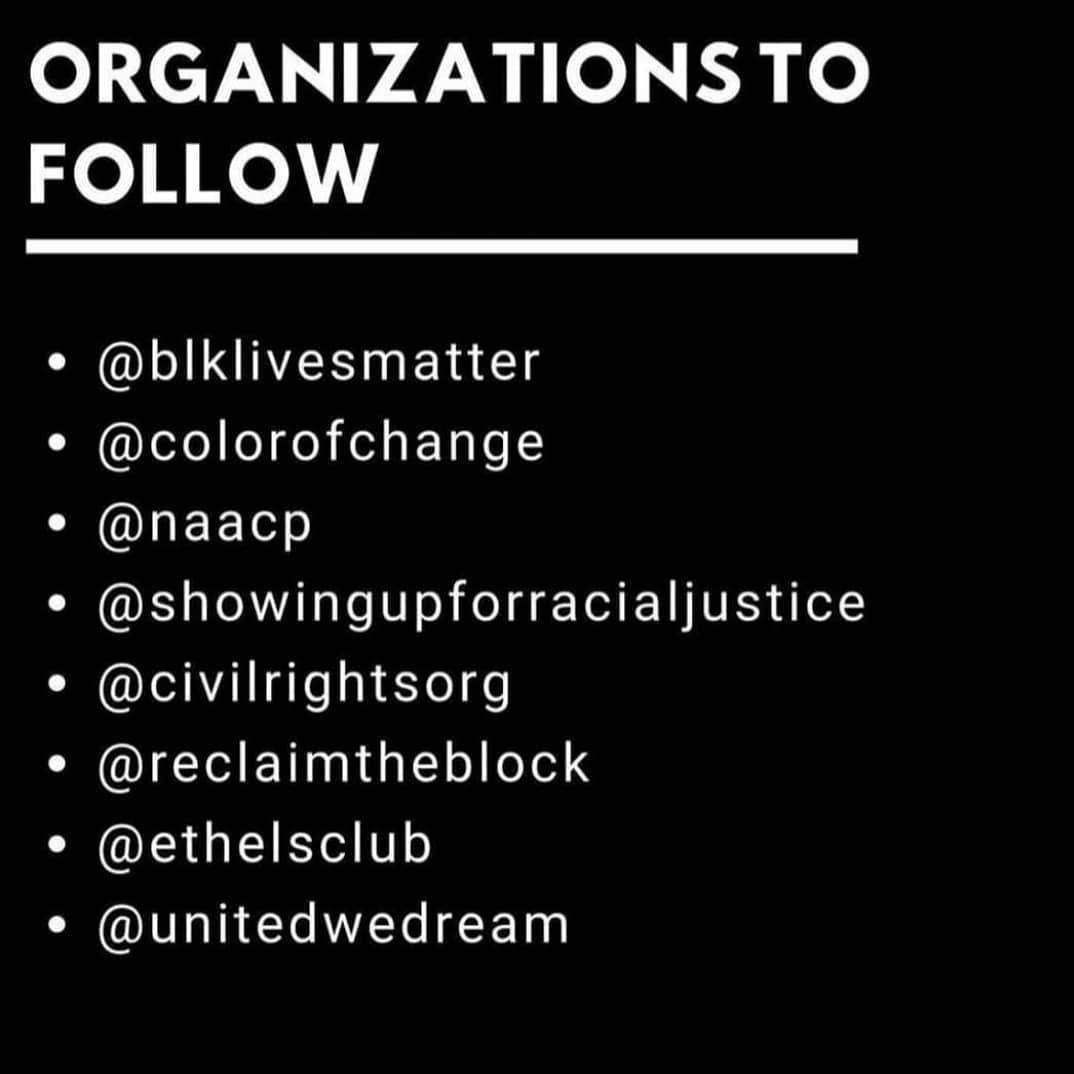 ORGANIZATIONS TO
FOLLOW
• @blklivesmatter
• @colorofchange
• @naacp
• @showingupforracialjustice
• @civilrightsorg
• @reclaimtheblock
• @ethelsclub
• @unitedwedream